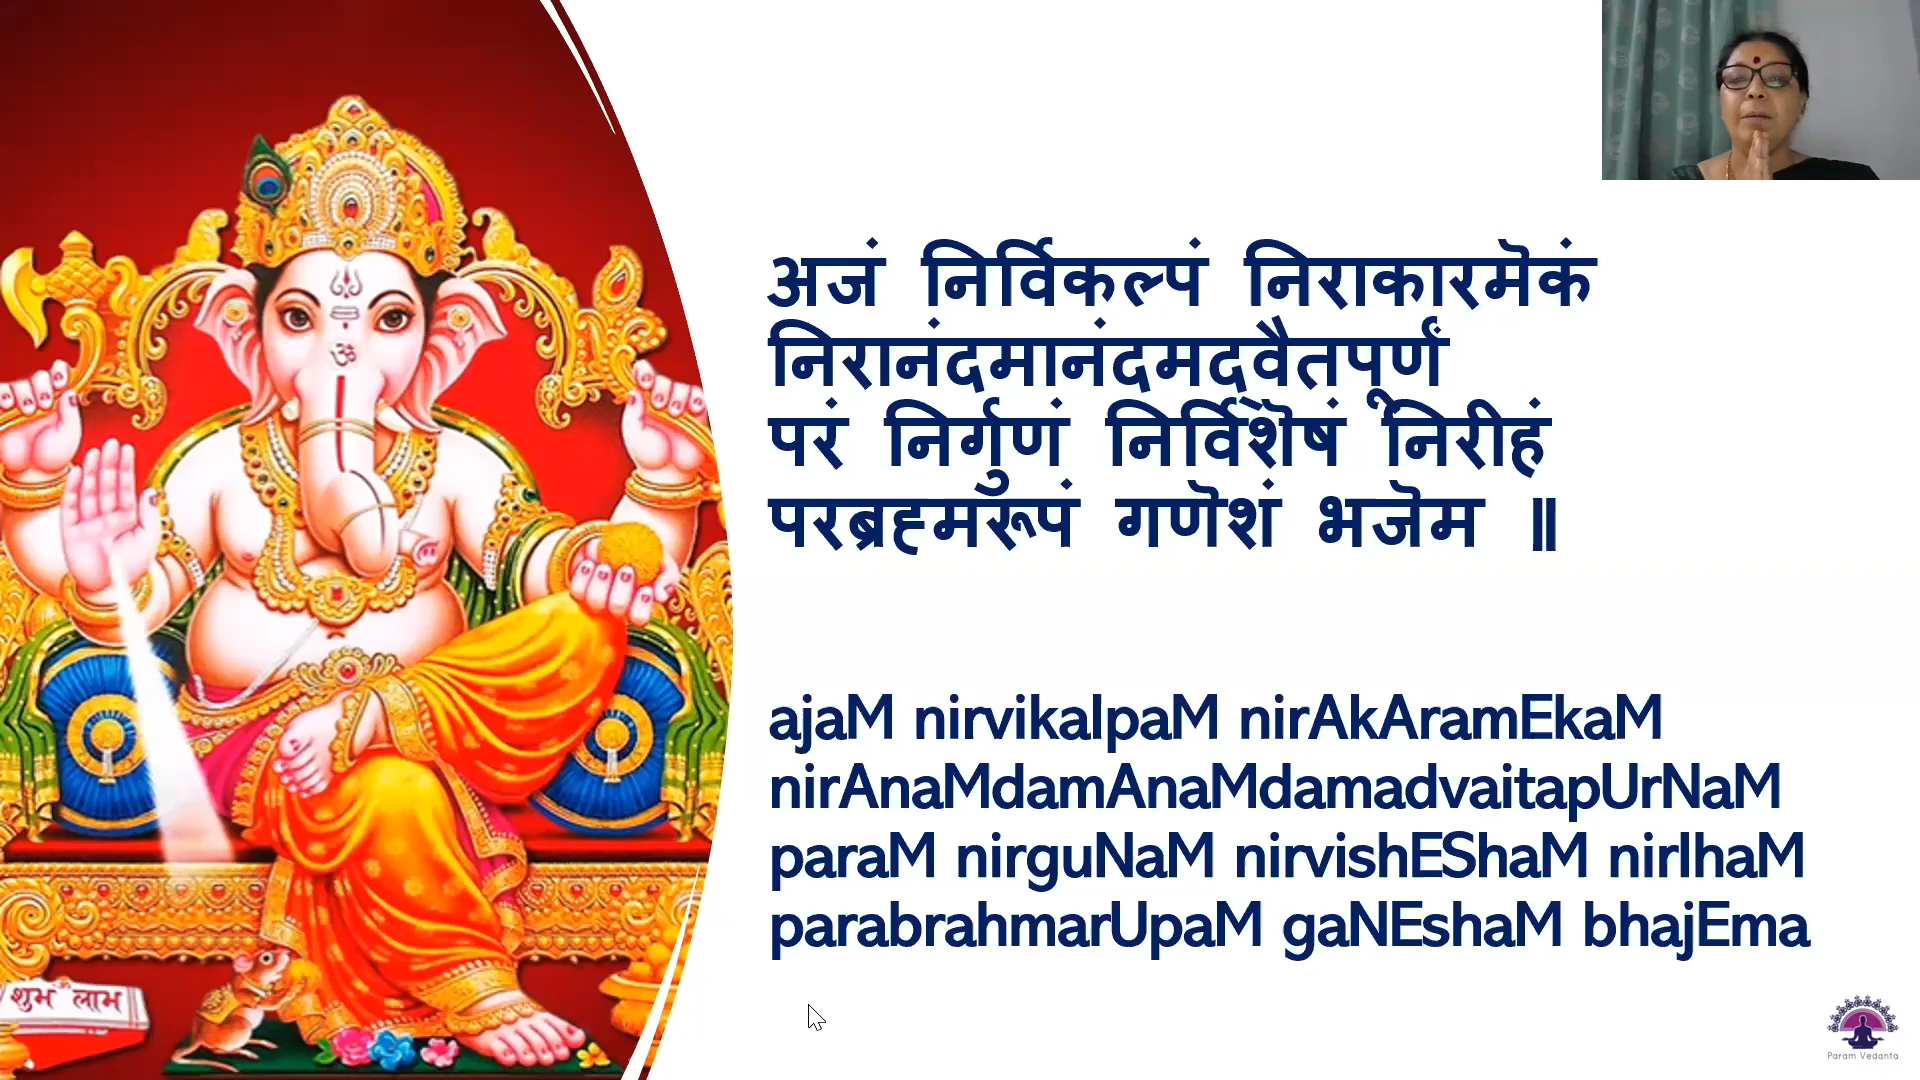 अजं निर्विकल्पं निराकारमॆकं
निरानंदमानंदमद्वैतपूर्णं
परं निर्गुणं निर्विशॆषं निरीहं
परब्रह्मरूपं गणॆशं भजॆम ॥
ajaM nirvikalpaM nirAkAramEkaM
nirAnaMdamAnaMdamadvaitapUrNaM
paraM nirguNaM nirvishEShaM nirIhaM
parabrahmarUpaM gaNEshaM bhajEma
ॐ
शुभ लाभ
Param Vedanta